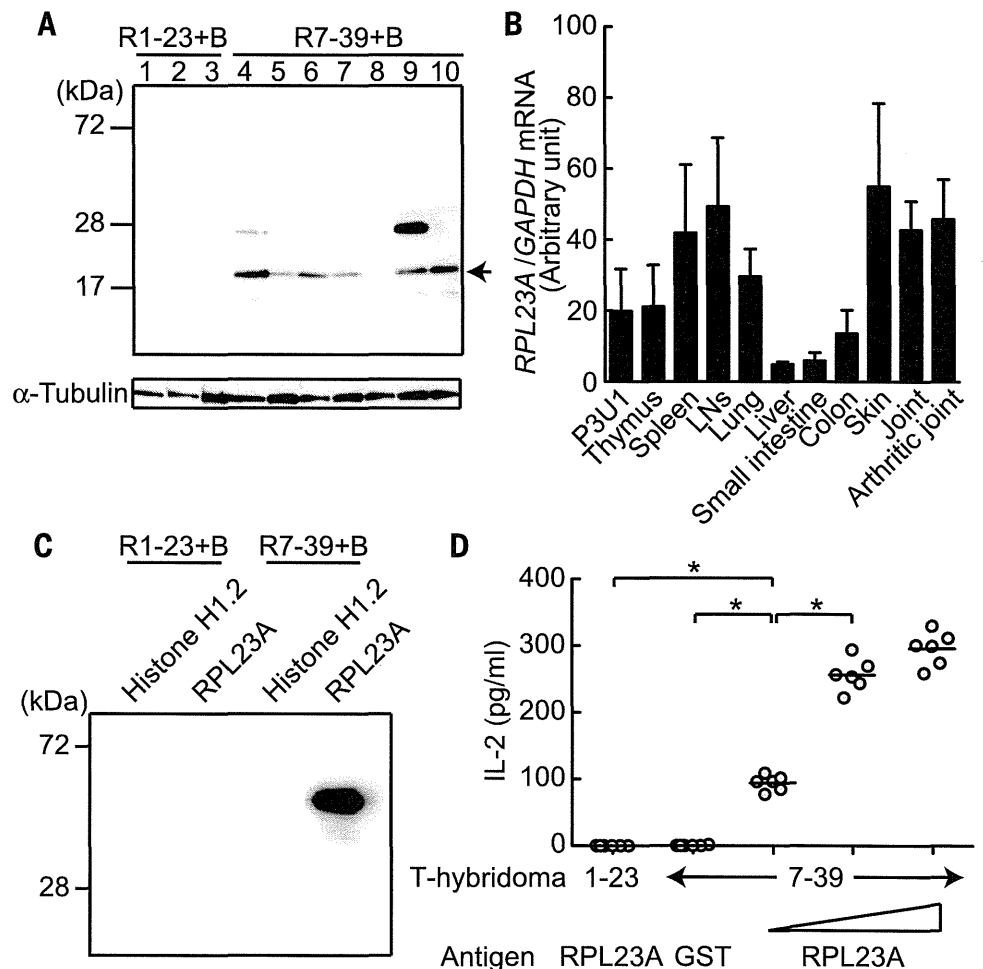 A
R1-23+B R7-39+B
1 2 3 4 5 6 7 8 9 10
(kDa)
72
28
17
α-Tubulin
B
RPL23A/GAPDH mRNA
(Arbitrary unit)
100
80
60
40
20
0
P3U1
Thymus
Spleen
LNs
Lung
Liver
Small intestine
Colon
Skin
Joint
Arthritic joint
C
R1-23+B R7-39+B
Histone H1.2
RPL23A
Histone H1.2
RPL23A
(kDa)
72
28
D
IL-2 (pg/ml)
400
300
200
100
0
* 
* *
T-hybridoma 1-23 7-39
Antigen RPL23A GST RPL23A